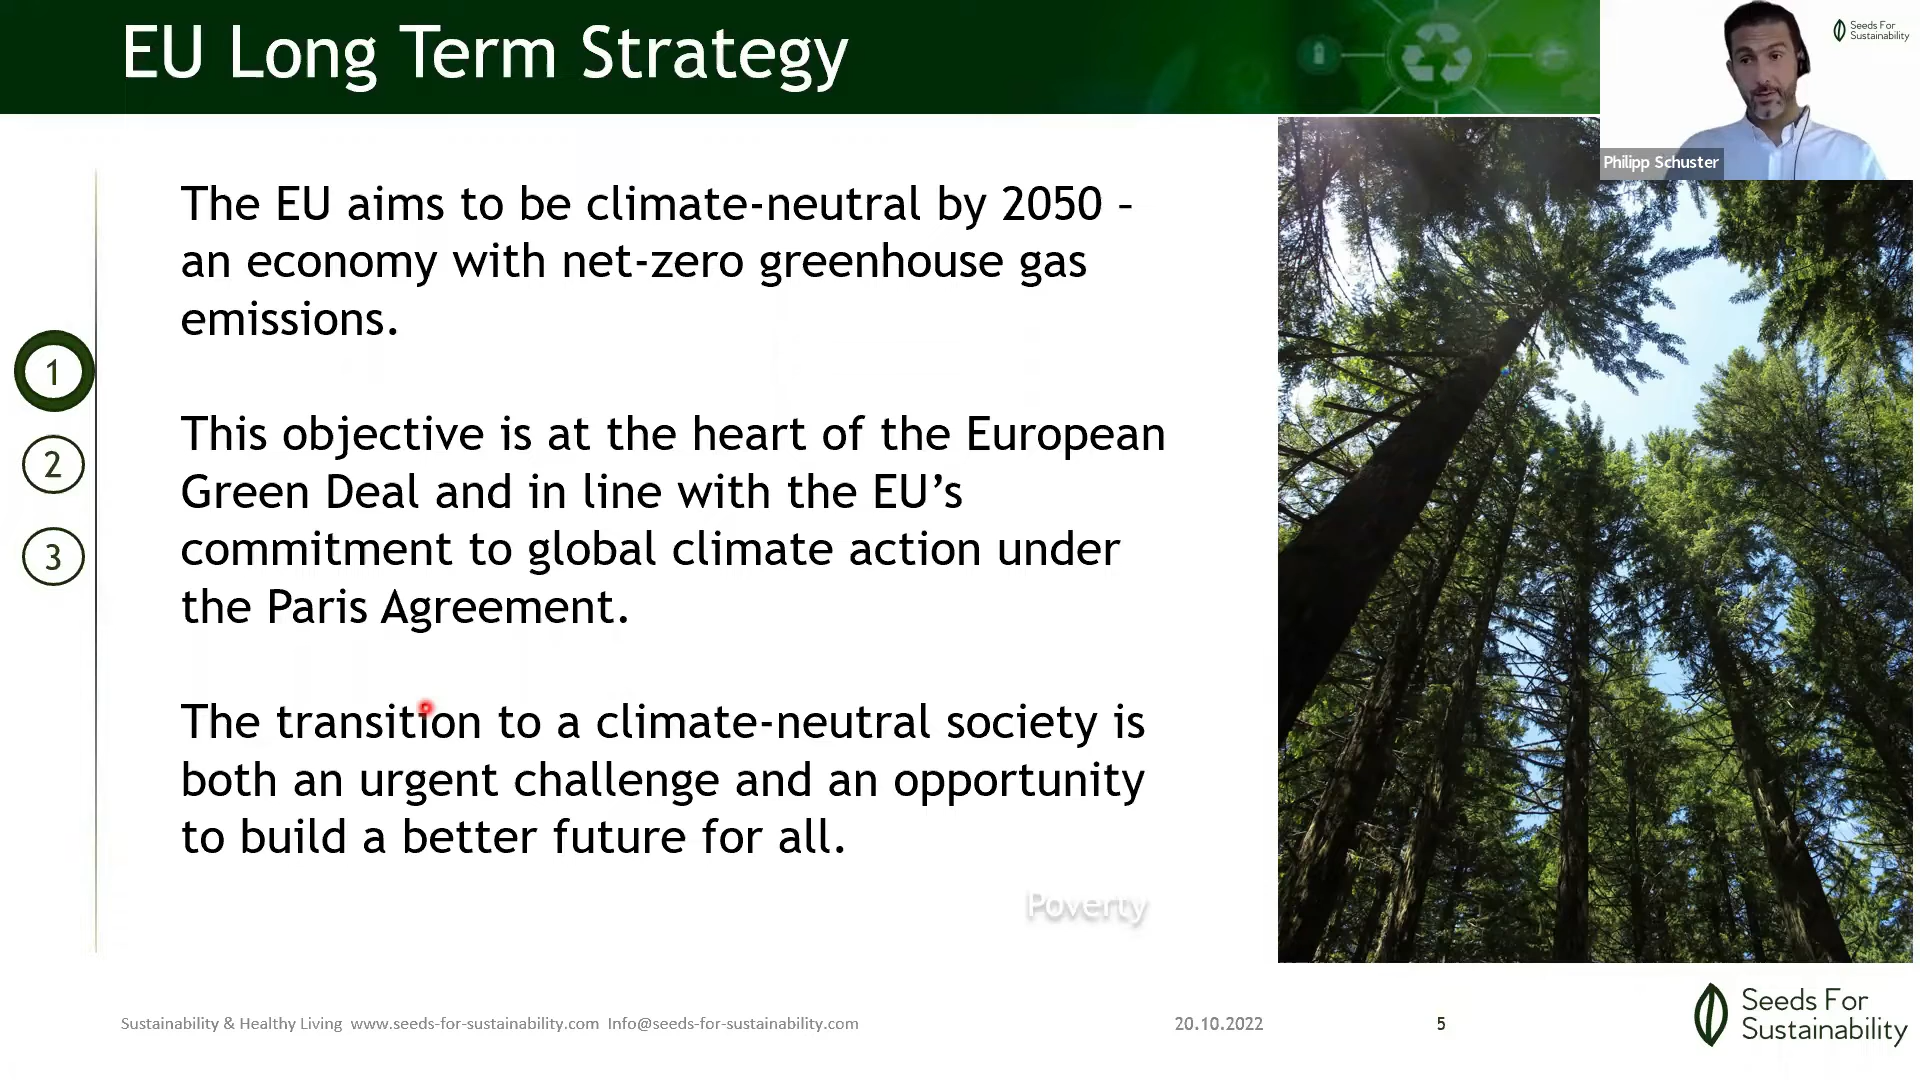 EU Long Term Strategy
Seeds For
Sustainability
Philipp Schuster
The EU aims to be climate-neutral by 2050 –
an economy with net-zero greenhouse gas
emissions.
1
2
3
This objective is at the heart of the European
Green Deal and in line with the EU’s
commitment to global climate action under
the Paris Agreement.
The transition to a climate-neutral society is
both an urgent challenge and an opportunity
to build a better future for all.
Poverty
Sustainability & Healthy Living www.seeds-for-sustainability.com Info@seeds-for-sustainability.com
20.10.2022
5
Seeds For
Sustainability